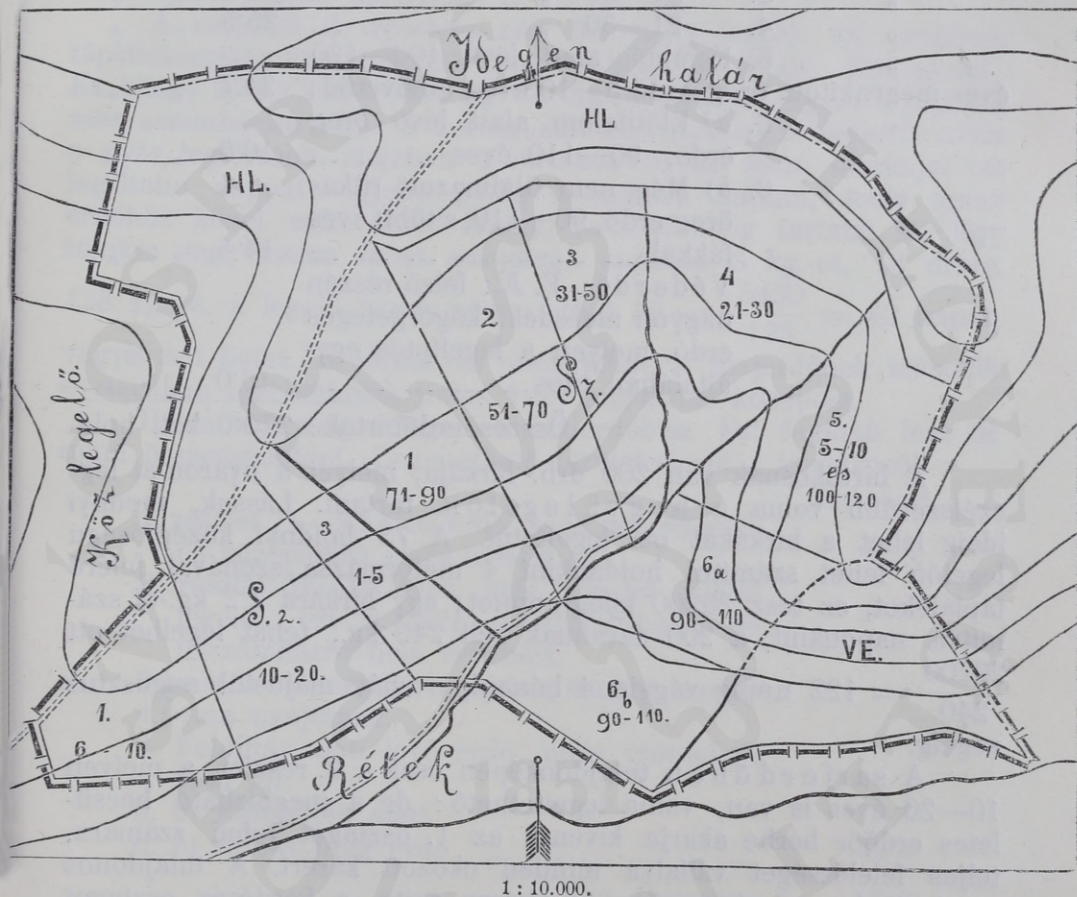 Idegen határ
HL
HL.
3
31-50
4
21-30
2
Sz.
51-70
Köz-legelő.
5.
5-10
és
100-120
1
71-90
3
1-5
6a
90-110
S. 2.
VE.
10-20.
6b
90-110.
1.
6-10.
Rétek
1 : 10.000.